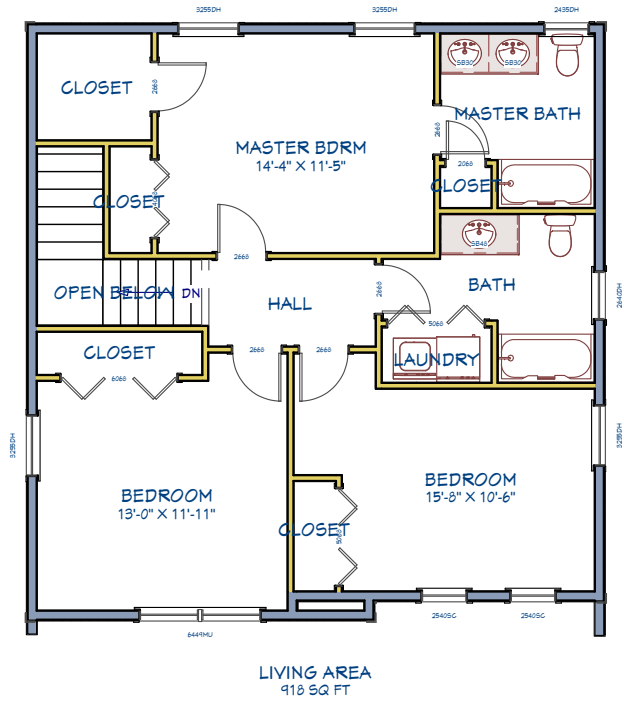 3255DH
3255DH
2435DH
CLOSET
2668
SB30
SB30
2668
MASTER BATH
MASTER BDRM
14'-4" X 11'-5"
2068
CLOSET
CLOSET
SB48
2668
2668
BATH
2640DH
OPEN BELOW
DN
HALL
5068
CLOSET
2668
2668
LAUNDRY
6068
3255DH
3255DH
BEDROOM
13'-0" X 11'-11"
BEDROOM
15'-8" X 10'-6"
CLOSET
5068
2540SC
2540SC
6449MU
LIVING AREA
918 SQ FT